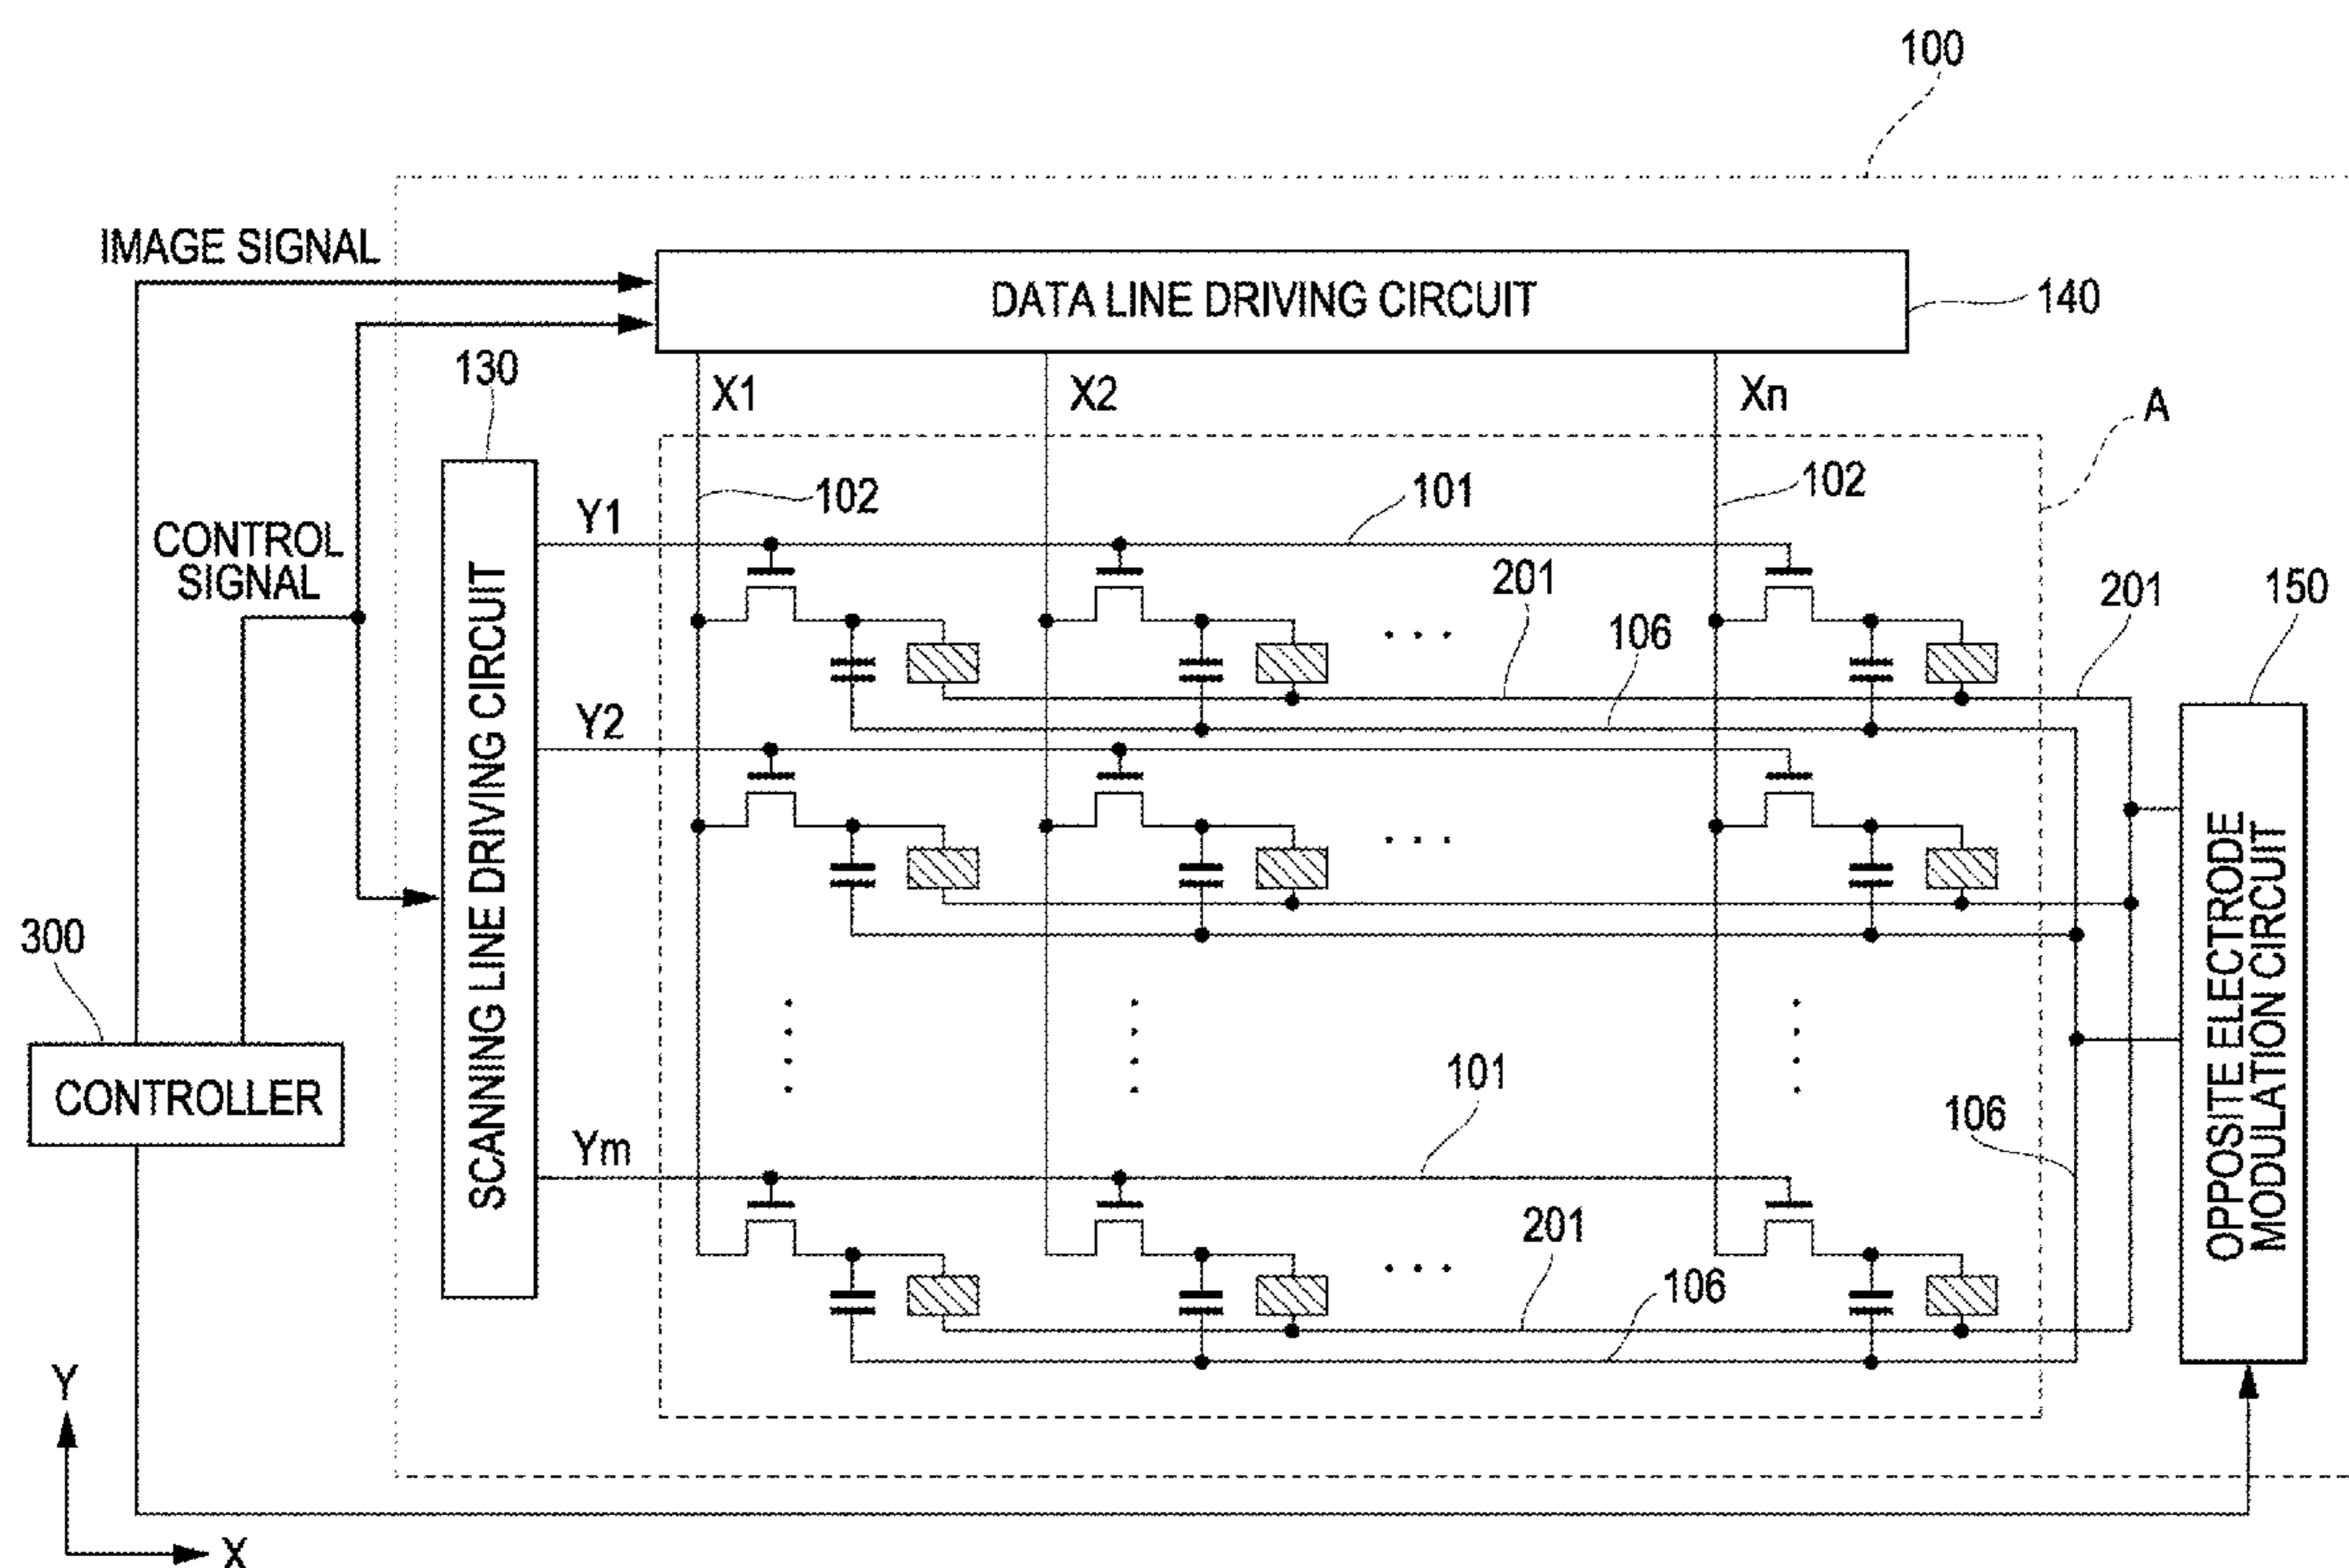 100
IMAGE SIGNAL
DATA LINE DRIVING CIRCUIT
140
130
X1
X2
Xn
A
102
101
102
Y1
CONTROL
SIGNAL
201
201
150
106
Y2
SCANNING LINE DRIVING CIRCUIT
OPPOSITE ELECTRODE
MODULATION CIRCUIT
300
CONTROLLER
101
106
Ym
201
106
Y
X